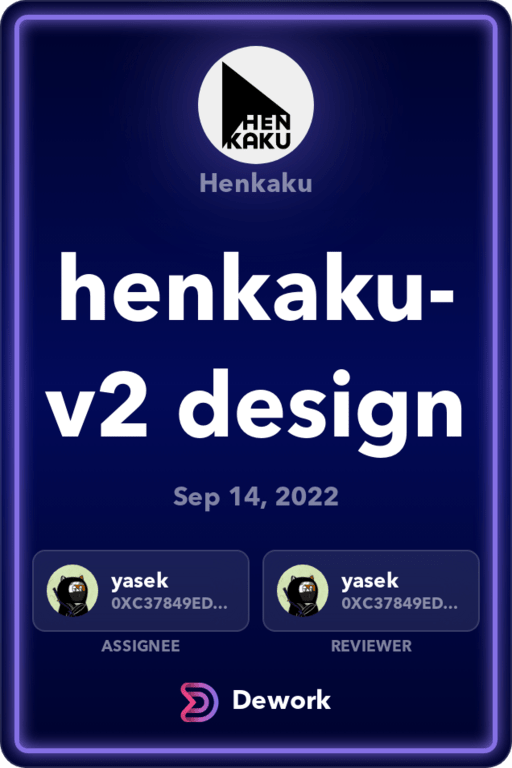 HEN
KAKU
Henkaku
henkaku-
v2 design
Sep 14, 2022
yasek
0XC37849ED...
ASSIGNEE
yasek
0XC37849ED...
REVIEWER
Dework